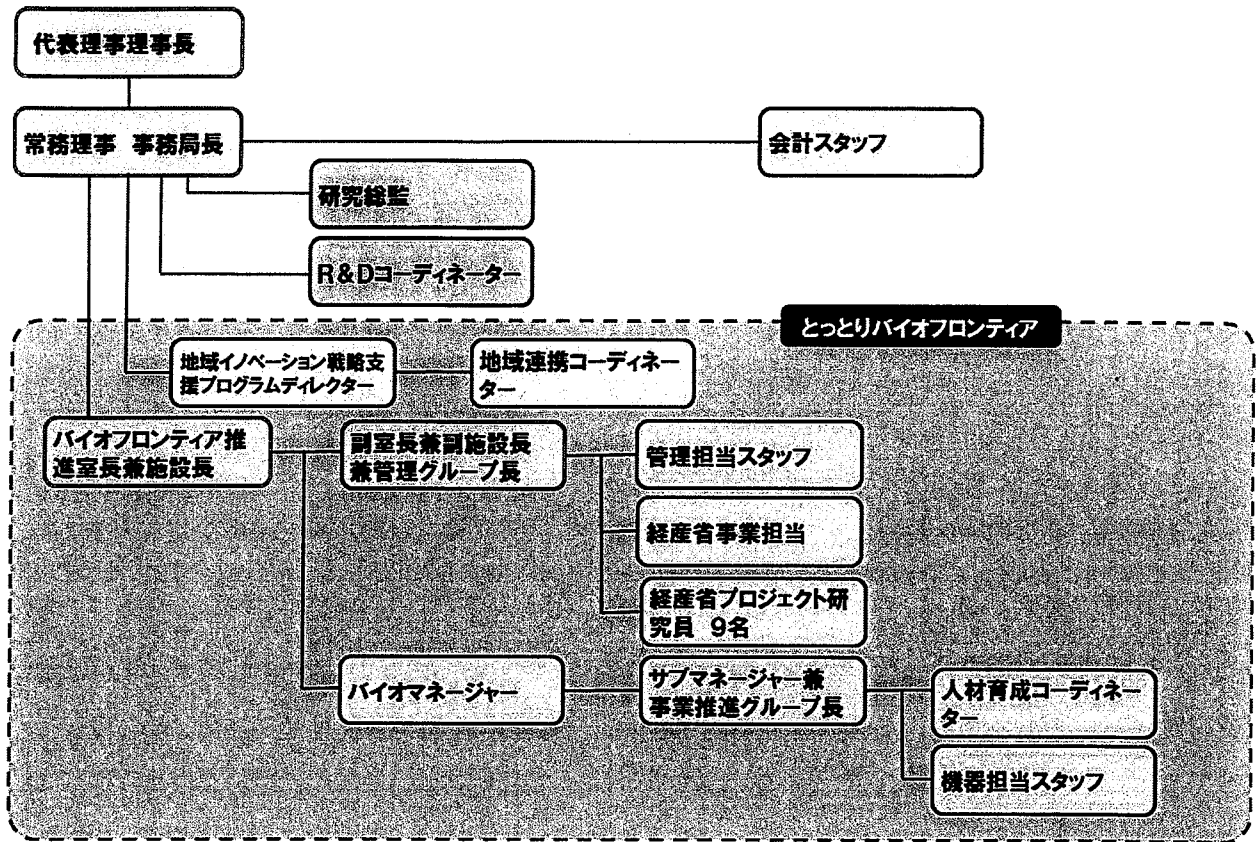 代表理事理事長
常務理事 事務局長
会計スタッフ
研究総監
R&Dコーディネーター
とっとりバイオフロンティア
地域イノベーション戦略支
援プログラムディレクター
地域連携コーディネー
ター
バイオフロンティア推
進室長兼施設長
副室長兼副施設長
兼管理グループ長
管理担当スタッフ
経産省事業担当
経産省プロジェクト研
究員 9名
バイオマネージャー
サブマネージャー兼
事業推進グループ長
人材育成コーディネー
ター
機器担当スタッフ